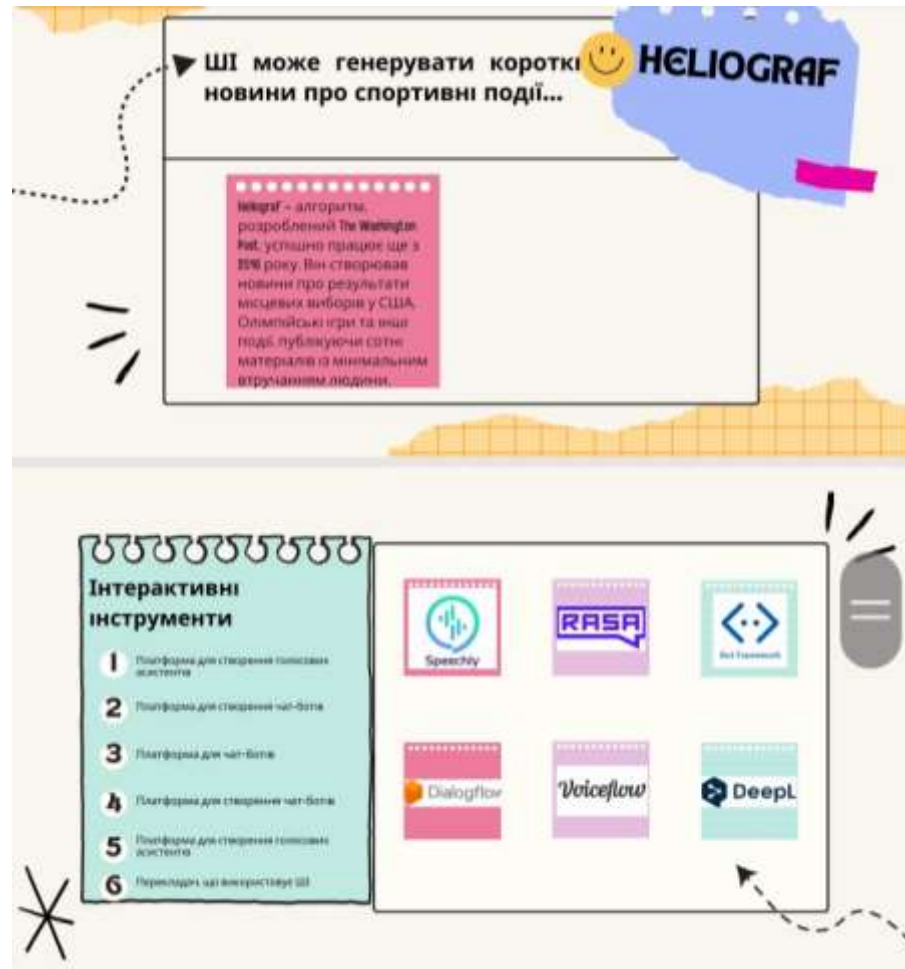 ШІ може генерувати коротк
новини про спортивні події...
HELIOGRAF
Heliograf – алгоритм,
розроблений The Washington
Post, успішно працює ще з
2016 року. Він створював
новини про результати
місцевих виборів у США,
Олімпійські ігри та інші
події, публікуючи сотні
матеріалів із мінімальним
втручанням людини.
Інтерактивні
інструменти
1 Платформа для створення голосових
асистентів
2 Платформа для створення чат-ботів
3 Платформа для чат-ботів
4 Платформа для створення чат-ботів
5 Платформа для створення голосових
асистентів
6 Перекладач, що використовує ШІ
Speechly
RASA
Bot Framework
Dialogflow
Voiceflow
DeepL